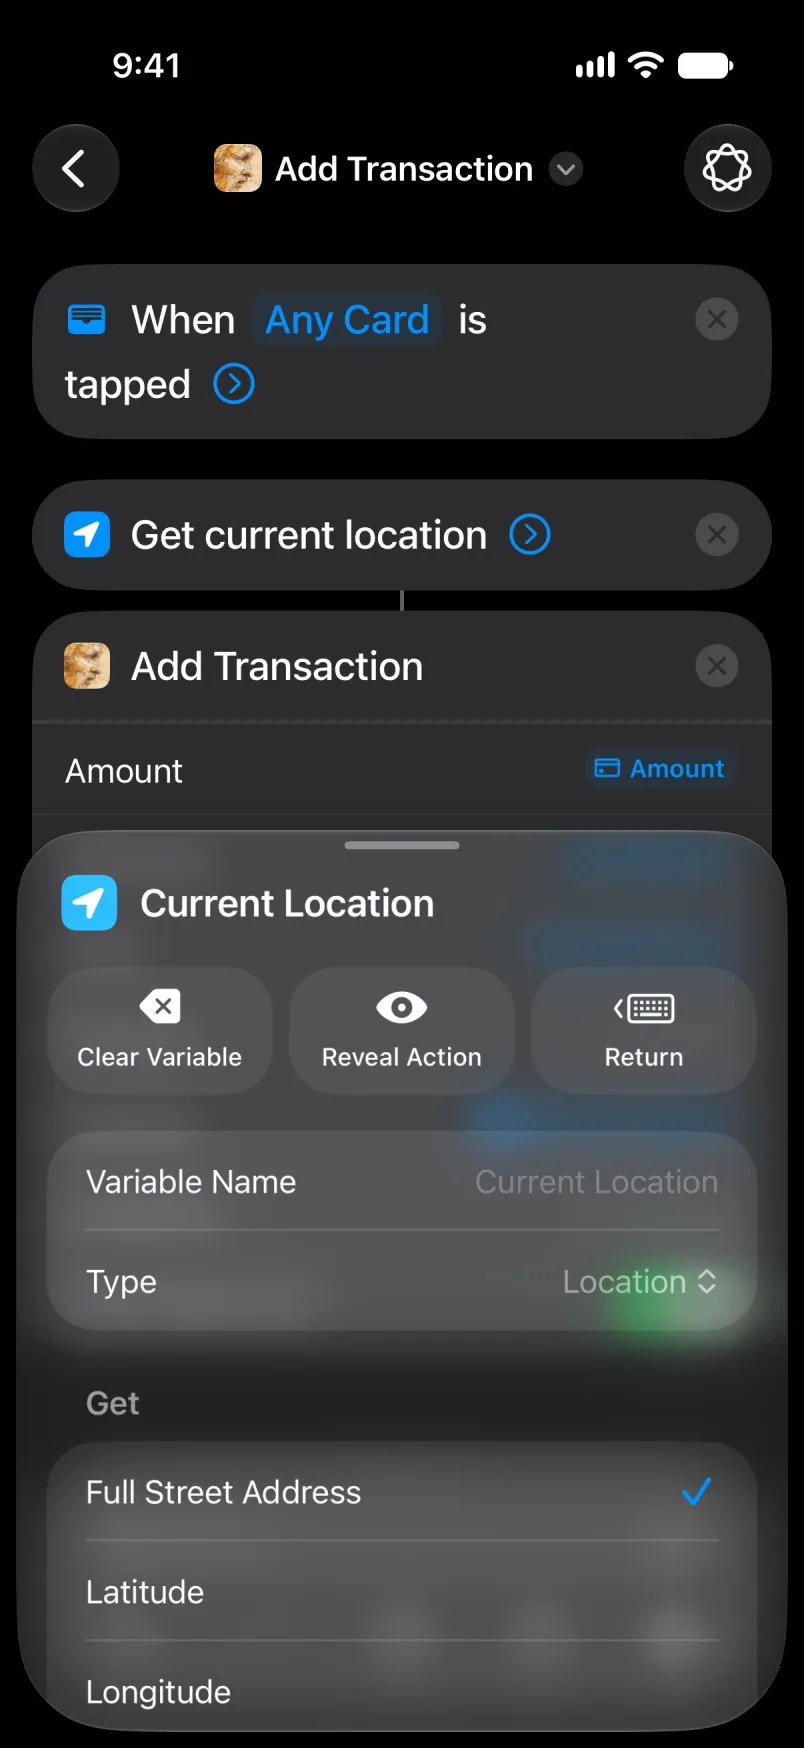 9:41
Add Transaction
When Any Card is
tapped
Get current location
Add Transaction
Amount Amount
Current Location
Clear Variable Reveal Action Return
Variable Name Current Location
Type Location
Get
Full Street Address
Latitude
Longitude